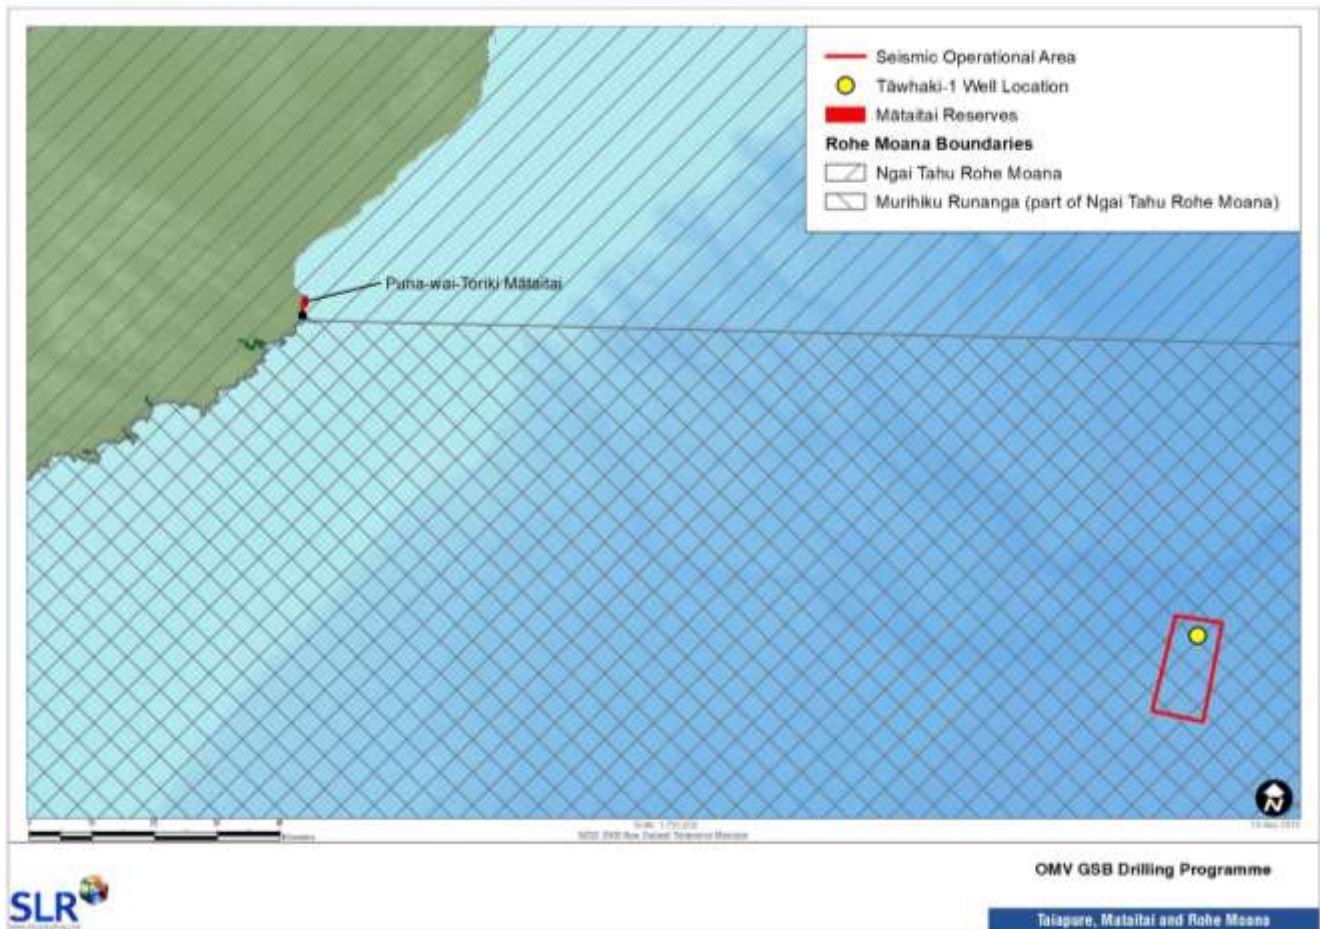 Seismic Operational Area
Tāwhaki-1 Well Location
Mātaitai Reserves
Rohe Moana Boundaries
Ngai Tahu Rohe Moana
Murihiku Runanga (part of Ngai Tahu Rohe Moana)
Puna-wai-Tōriki Mātaitai
N
OMV GSB Drilling Programme
SLR
Taiapure, Mataitai and Rohe Moana